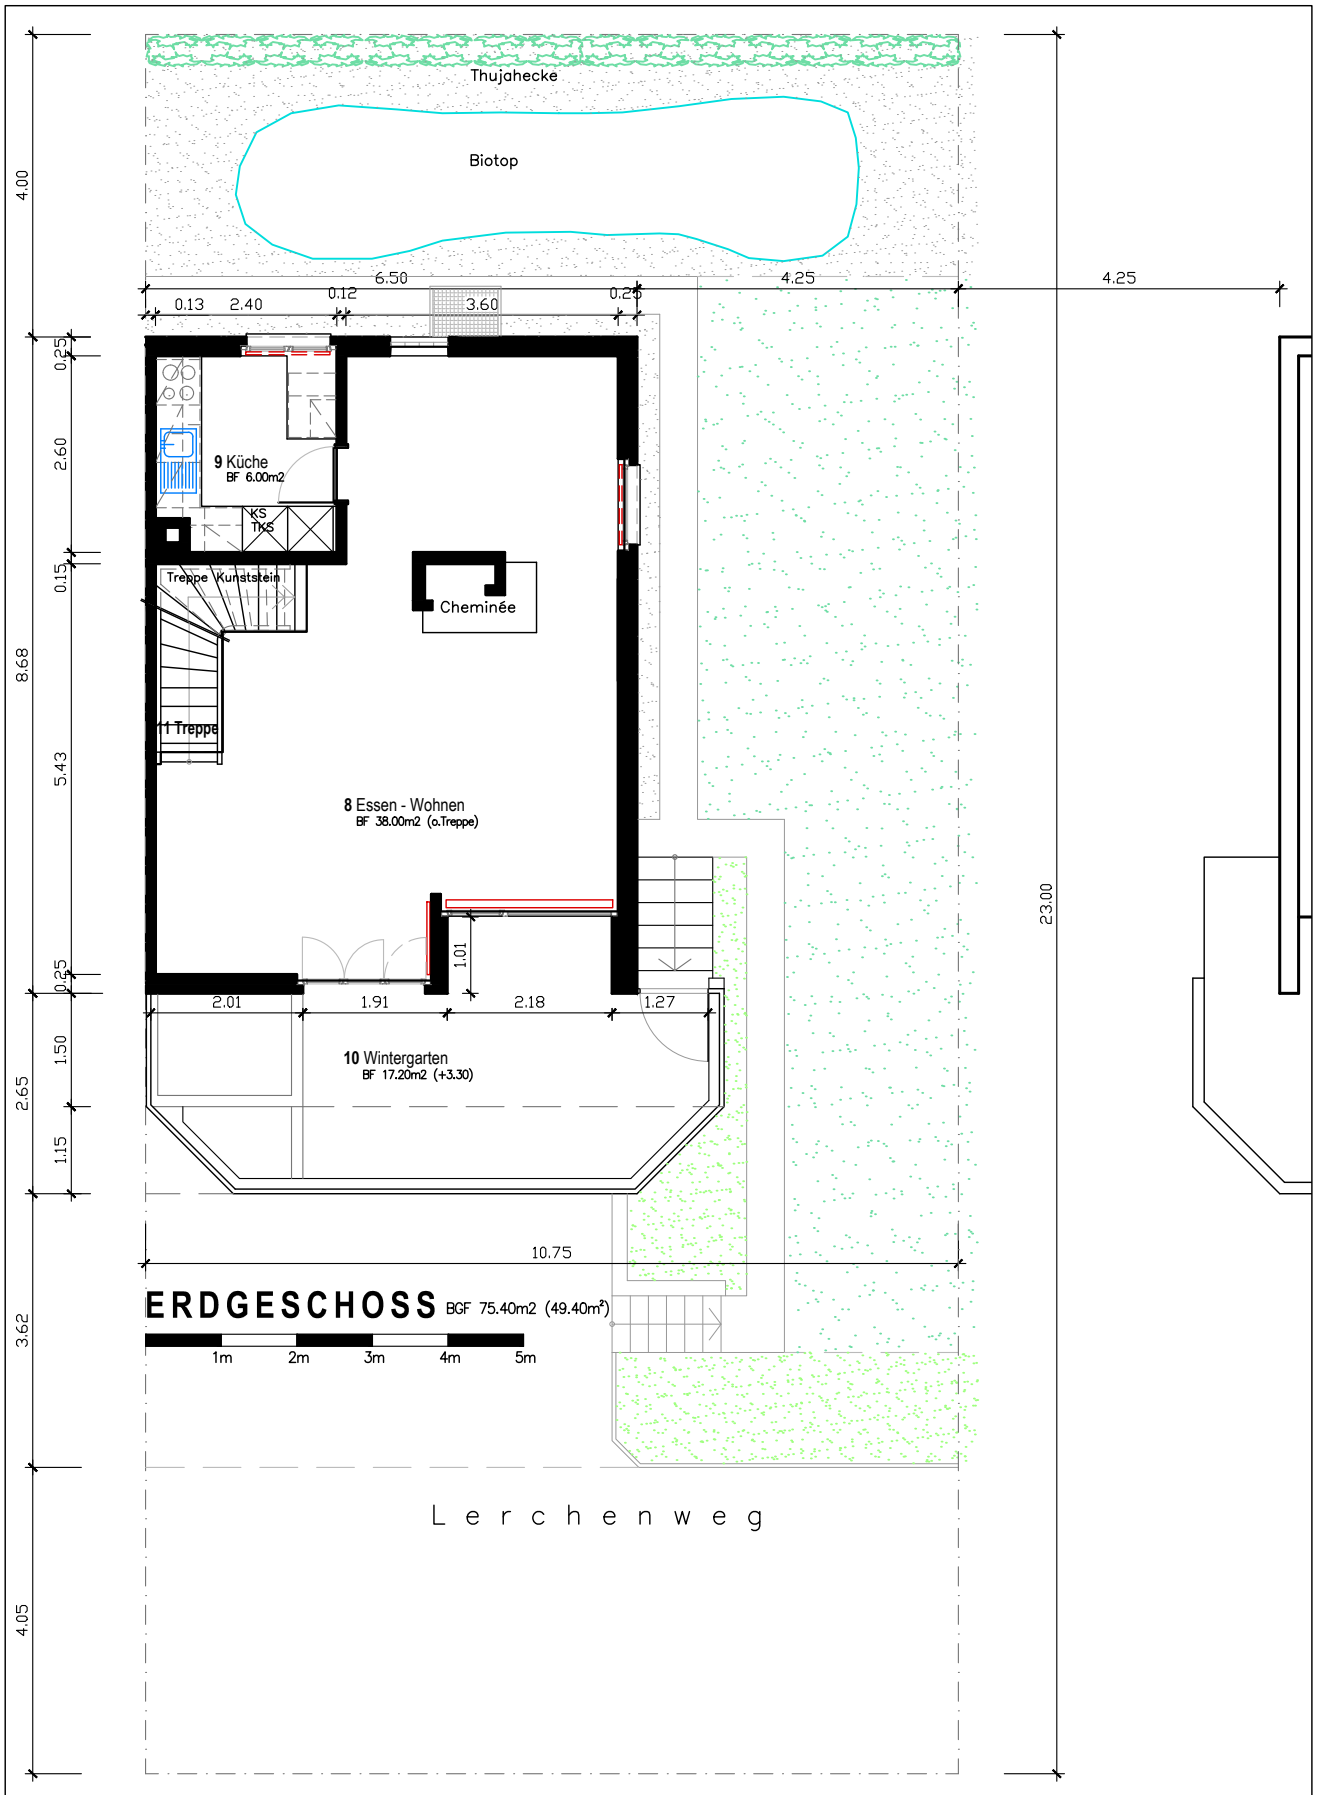 Thujahecke
Biotop
4.00
6.50
4.25
4.25
0.13
2.40
0.12
3.60
0.25
0.25
2.60
0.15
8.68
5.43
0.25
9 Küche
BF 6.00m2
KS
TKS
Treppe Kunststein
Cheminée
11 Treppe
8 Essen - Wohnen
BF 38.00m2 (o.Treppe)
23.00
1.01
2.01
1.91
2.18
1.27
10 Wintergarten
BF 17.20m2 (+3.30)
1.50
2.65
1.15
10.75
ERDGESCHOSS BGF 75.40m2 (49.40m²)
1m 2m 3m 4m 5m
3.62
Lerchenweg
4.05